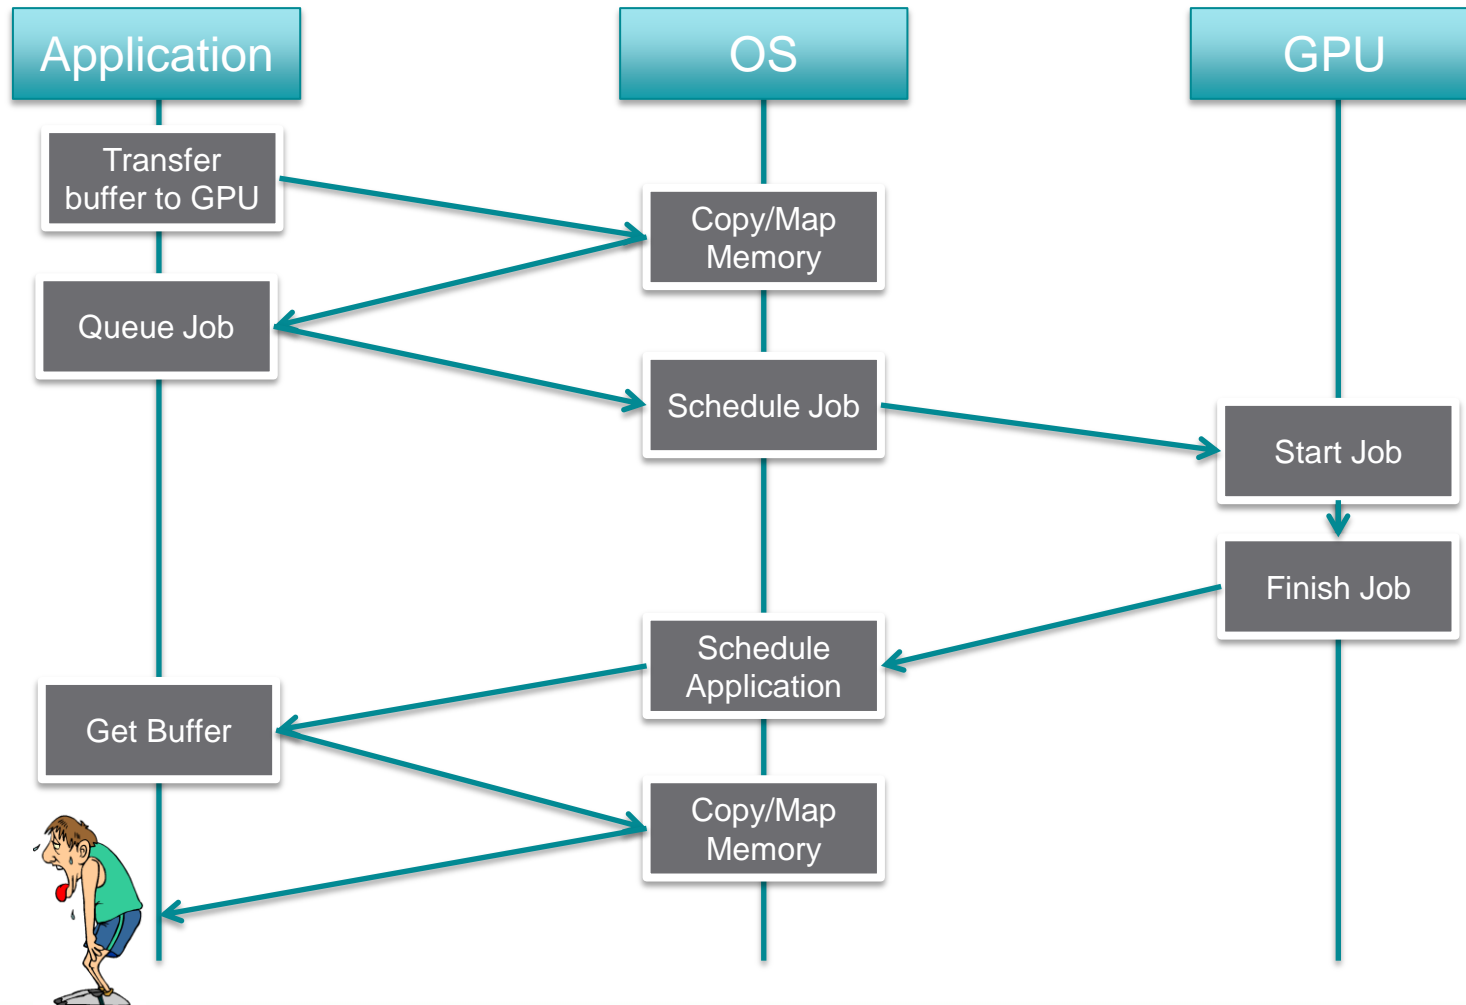 Application
OS
GPU
Transfer
buffer to GPU
Copy/Map
Memory
Queue Job
Schedule Job
Start Job
Finish Job
Schedule
Application
Get Buffer
Copy/Map
Memory